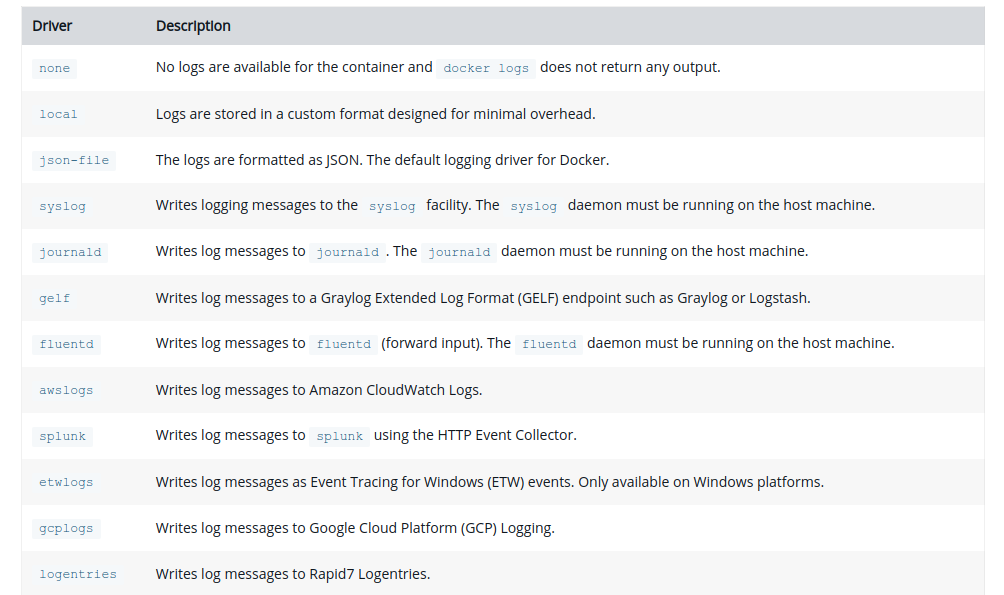 Driver Description
none No logs are available for the container and docker logs does not return any output.
local Logs are stored in a custom format designed for minimal overhead.
json-file The logs are formatted as JSON. The default logging driver for Docker.
syslog Writes logging messages to the syslog facility. The syslog daemon must be running on the host machine.
journald Writes log messages to journald . The journald daemon must be running on the host machine.
gelf Writes log messages to a Graylog Extended Log Format (GELF) endpoint such as Graylog or Logstash.
fluentd Writes log messages to fluentd (forward input). The fluentd daemon must be running on the host machine.
awslogs Writes log messages to Amazon CloudWatch Logs.
splunk Writes log messages to splunk using the HTTP Event Collector.
etwlogs Writes log messages as Event Tracing for Windows (ETW) events. Only available on Windows platforms.
gcplogs Writes log messages to Google Cloud Platform (GCP) Logging.
logentries Writes log messages to Rapid7 Logentries.